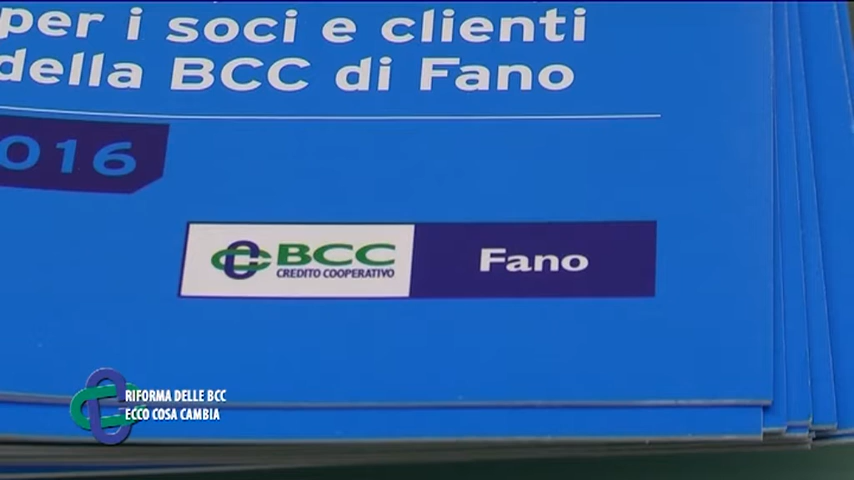 per i soci e clienti
della BCC di Fano
016
BCC
CREDITO COOPERATIVO
Fano
RIFORMA DELLE BCC
ECCO COSA CAMBIA